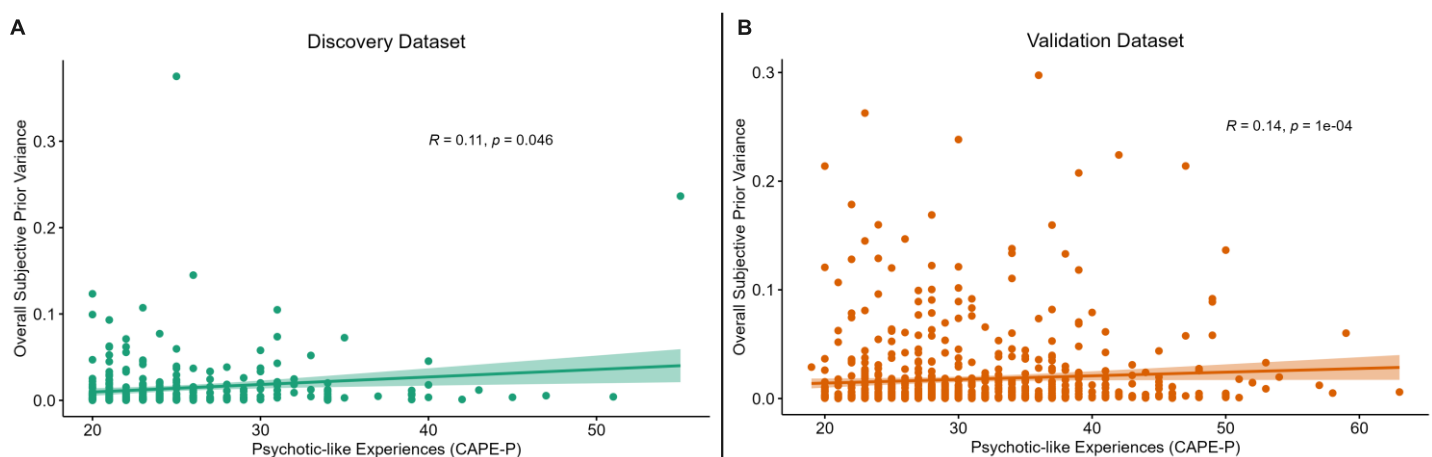 A
Discovery Dataset
Overall Subjective Prior Variance
0.3
0.2
0.1
0.0
R = 0.11, p = 0.046
20 30 40 50
Psychotic-like Experiences (CAPE-P)
B
Validation Dataset
Overall Subjective Prior Variance
0.3
0.2
0.1
0.0
R = 0.14, p = 1e-04
20 30 40 50 60
Psychotic-like Experiences (CAPE-P)